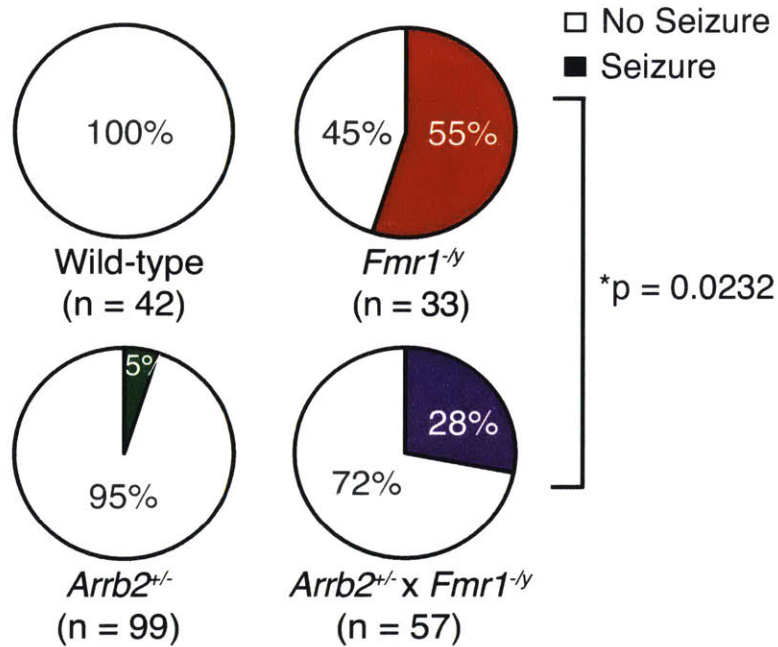 No Seizure
Seizure
100%
45%
55%
Wild-type
(n = 42)
Fmr1-/y
(n = 33)
*p = 0.0232
5%
95%
28%
72%
Arrb2+/-
(n = 99)
Arrb2+/- x Fmr1-/y
(n = 57)